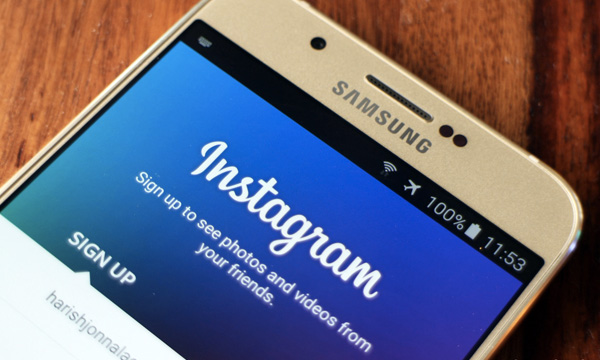 SAMSUNG
100% 11:53
Instagram
Sign up to see photos and videos from
your friends.
SIGN UP